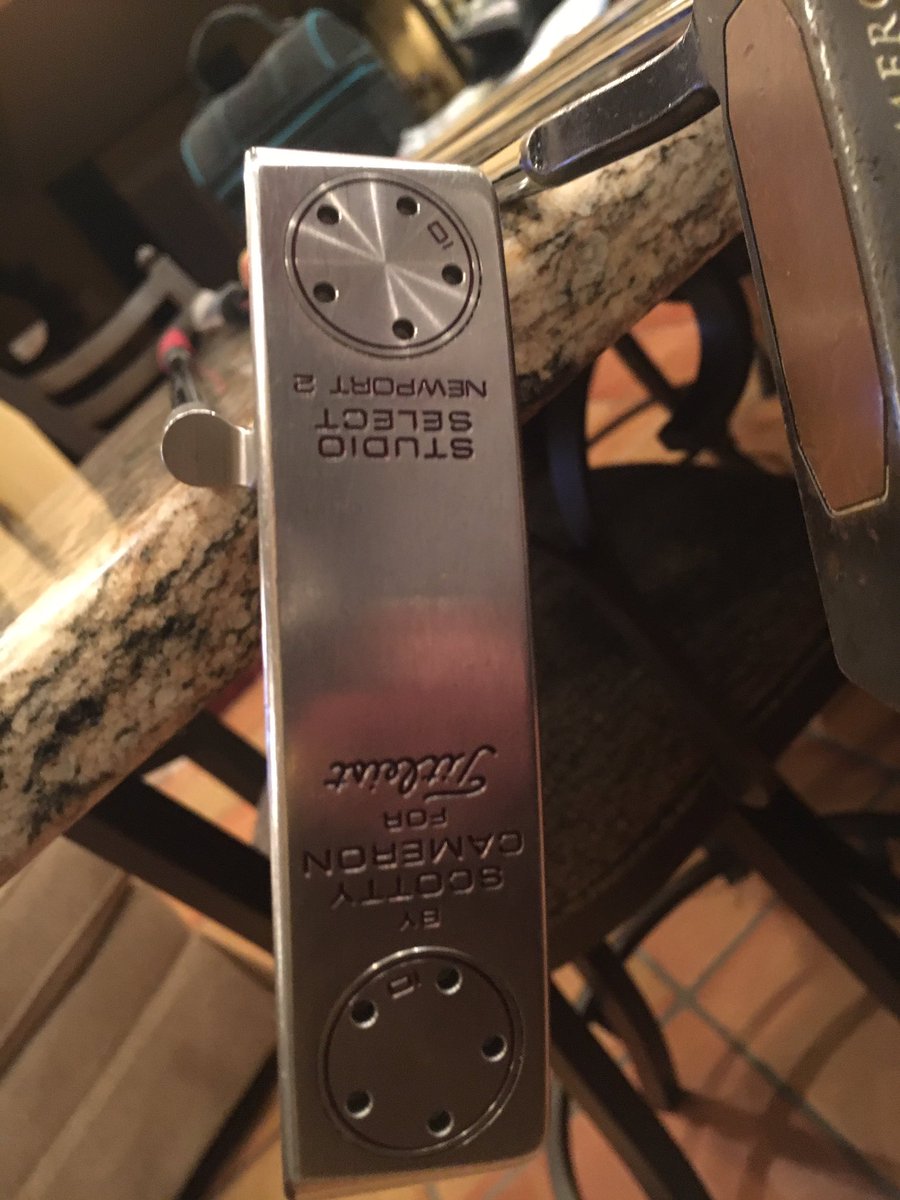 10
BY
SCOTTY
CAMERON
FOR
Titleist
STUDIO
SELECT
NEWPORT 2
10